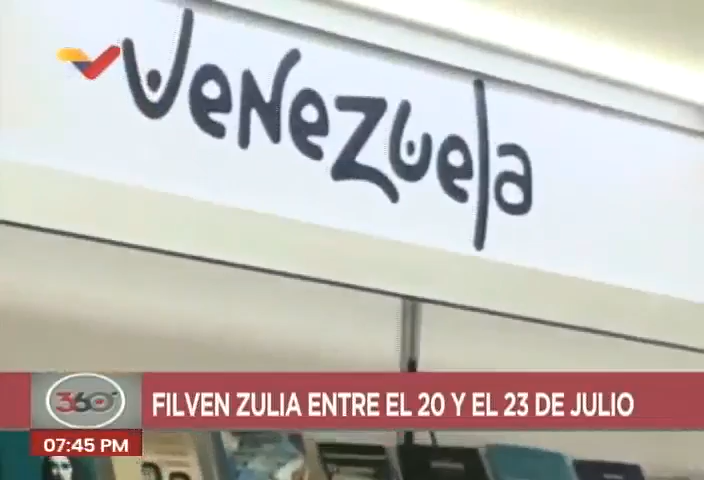 Venezuela
360°
FILVEN ZULIA ENTRE EL 20 Y EL 23 DE JULIO
07:45 PM